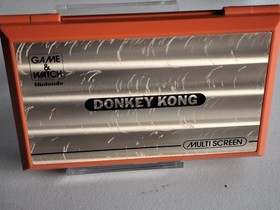 GAME
&
WATCH
Nintendo
DONKEY KONG
MULTI SCREEN